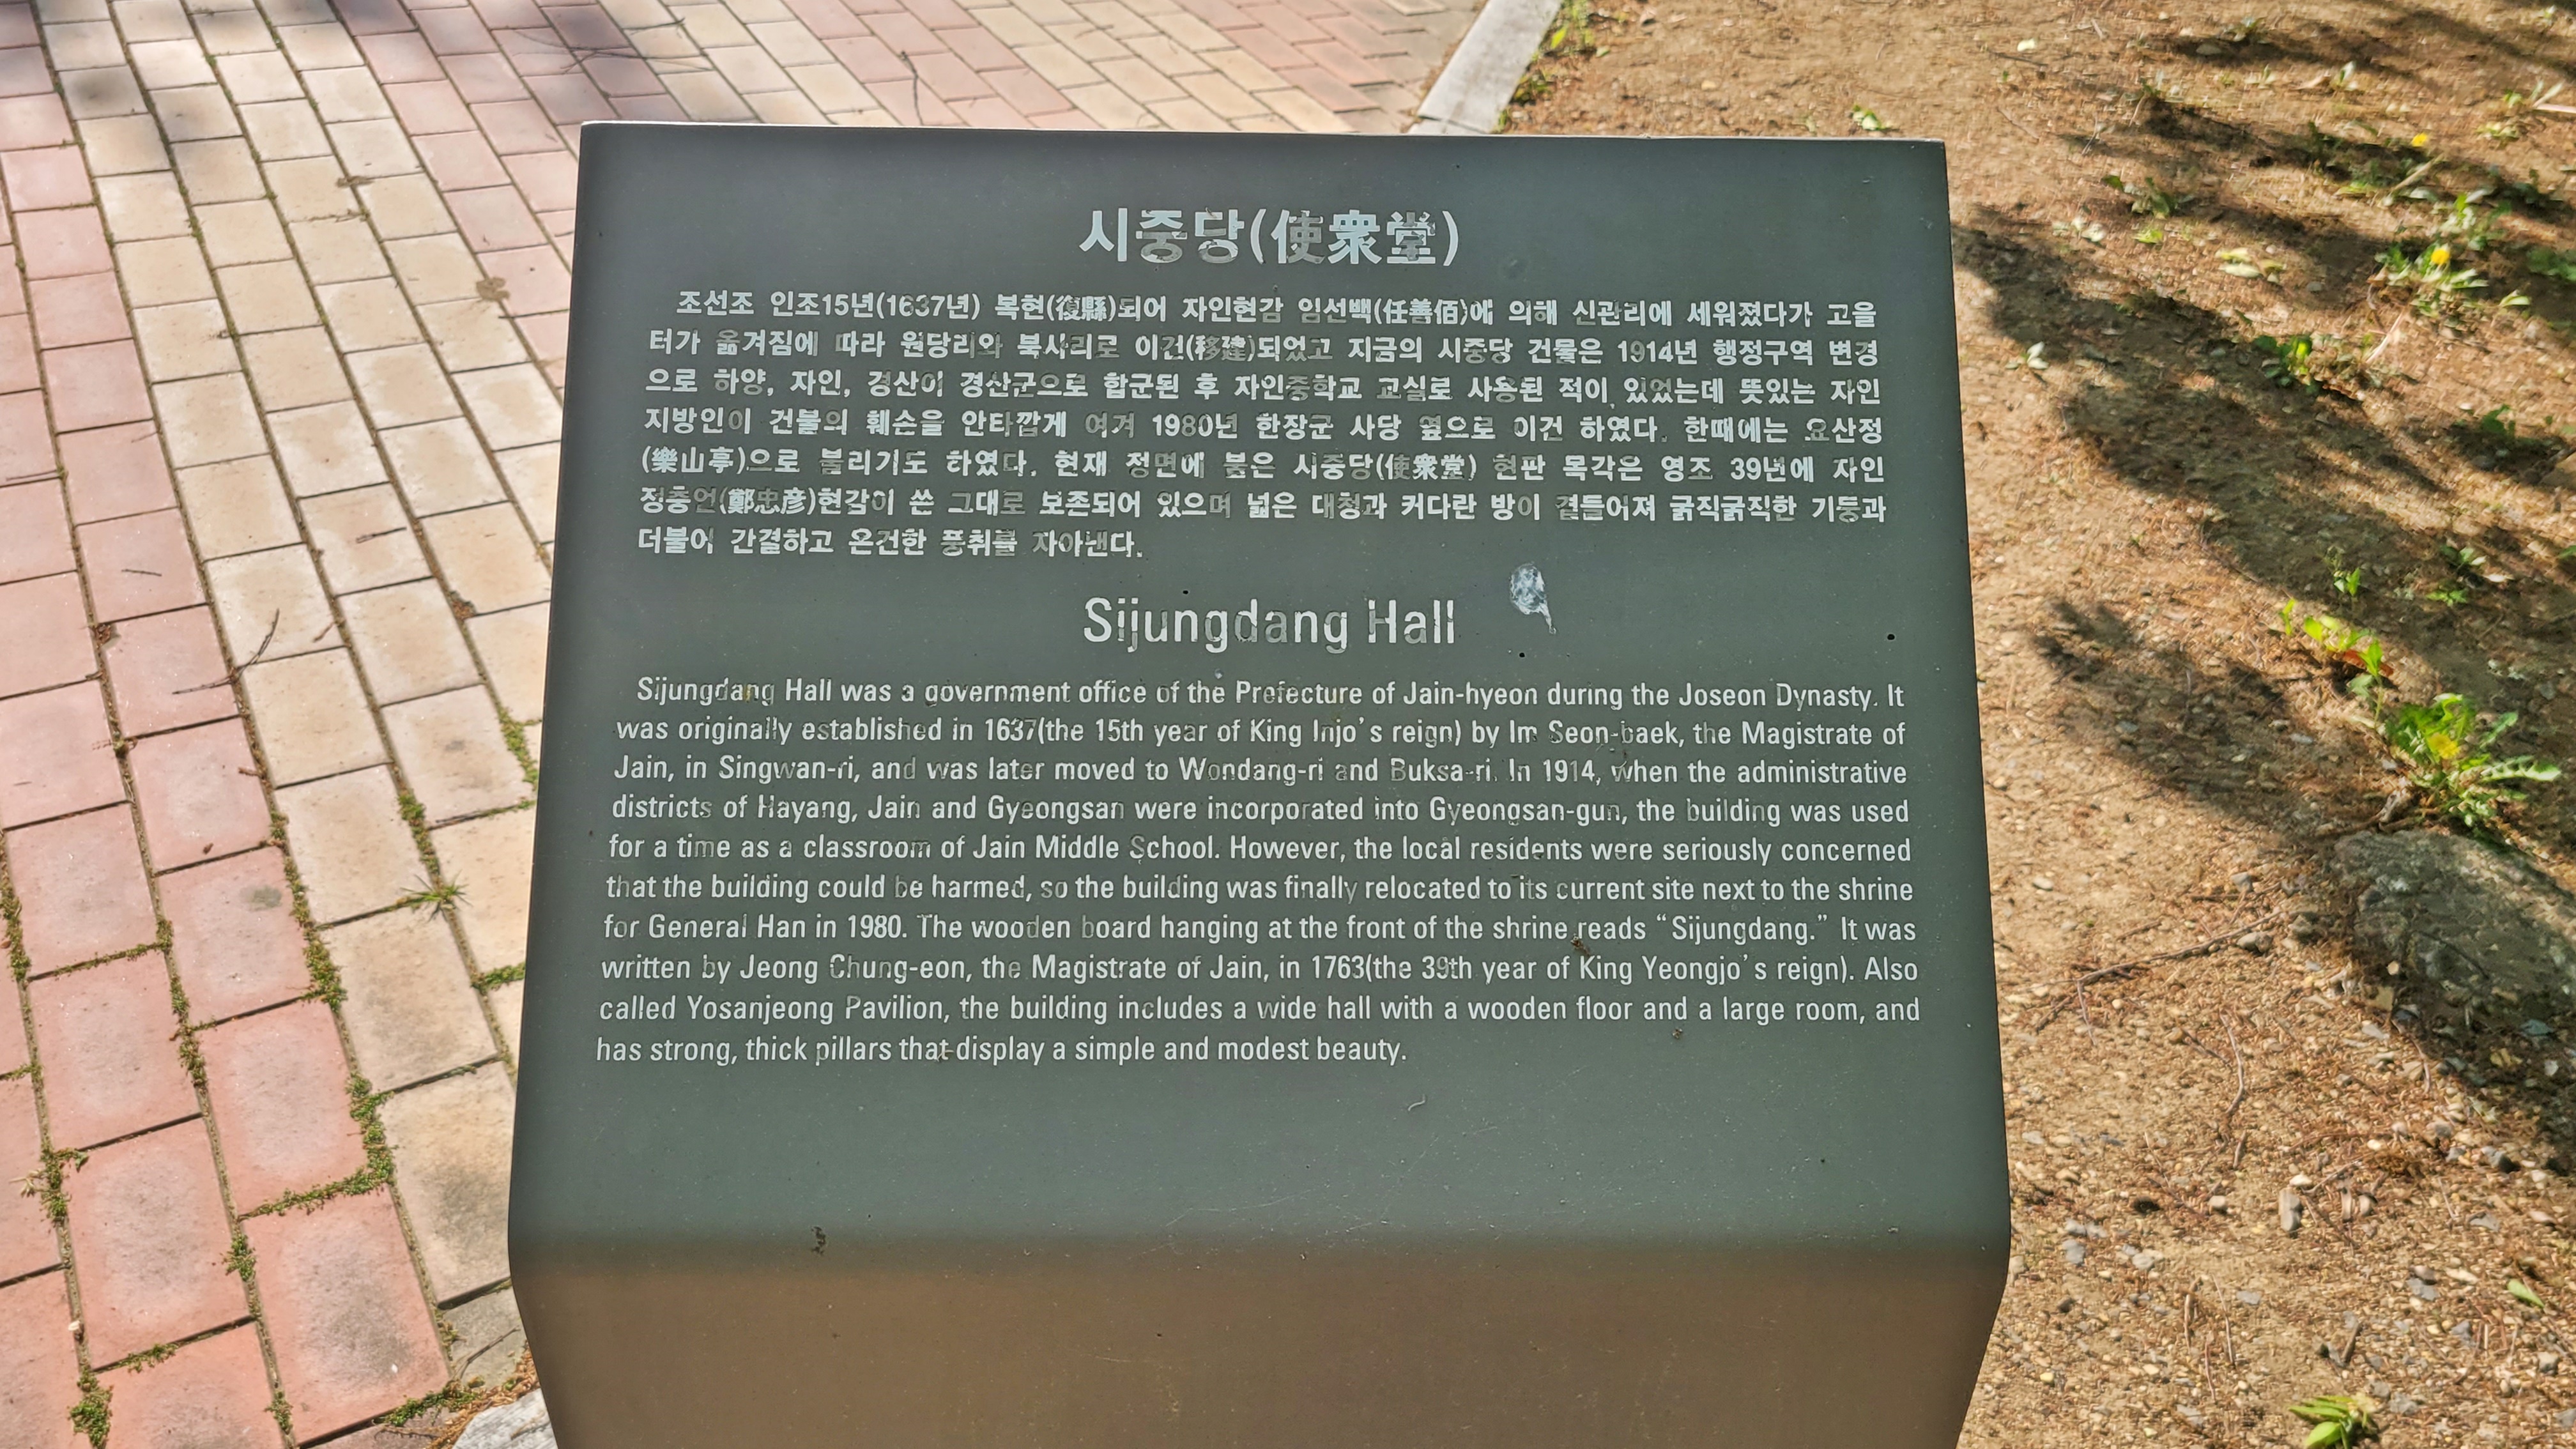 시중당(使衆堂)
조선조 인조15년(1637년) 복현(復縣)되어 자인현감 임선백(任善佰)에 의해 신관리에 세워졌다가 고을
터가 옮겨짐에 따라 원당리와 북사리로 이건(移建)되었고 지금의 시중당 건물은 1914년 행정구역 변경
으로 하양, 자인, 경산이 경산군으로 합군된 후 자인중학교 교실로 사용된 적이 있었는데 뜻있는 자인
지방인이 건물의 훼손을 안타깝게 여겨 1980년 한장군 사당 옆으로 이건 하였다. 한때에는 요산정
(樂山亭)으로 불리기도 하였다. 현재 정면에 붙은 시중당(使衆堂) 현판 목각은 영조 39년에 자인
정충언(鄭忠彦)현감이 쓴 그대로 보존되어 있으며 넓은 대청과 커다란 방이 곁들어져 굵직굵직한 기둥과
더불어 간결하고 온건한 풍취를 자아낸다.
Sijungdang Hall
Sijungdang Hall was a government office of the Prefecture of Jain-hyeon during the Joseon Dynasty. It
was originally established in 1637(the 15th year of King Injo's reign) by Im Seon-baek, the Magistrate of
Jain, in Singwan-ri, and was later moved to Wondang-ri and Buksa-ri. In 1914, when the administrative
districts of Hayang, Jain and Gyeongsan were incorporated into Gyeongsan-gun, the building was used
for a time as a classroom of Jain Middle School. However, the local residents were seriously concerned
that the building could be harmed, so the building was finally relocated to its current site next to the shrine
for General Han in 1980. The wooden board hanging at the front of the shrine reads “Sijungdang.” It was
written by Jeong Chung-eon, the Magistrate of Jain, in 1763(the 39th year of King Yeongjo's reign). Also
called Yosanjeong Pavilion, the building includes a wide hall with a wooden floor and a large room, and
has strong, thick pillars that display a simple and modest beauty.